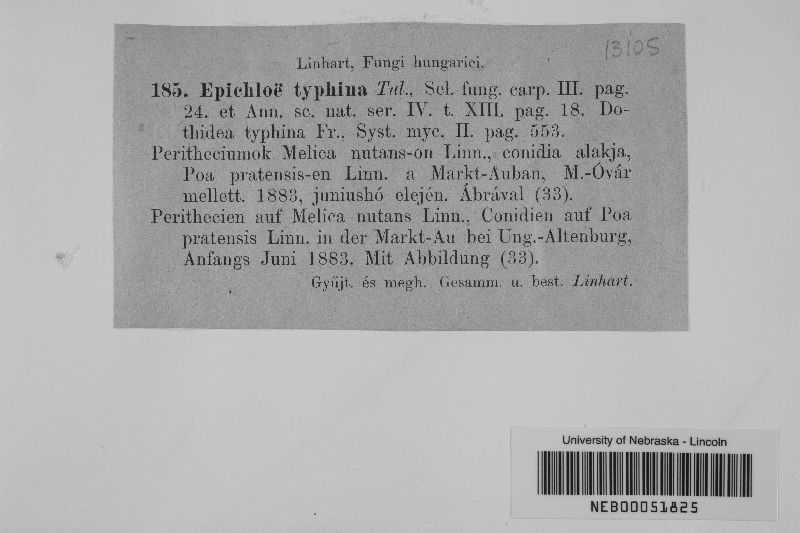 13105
Linhart, Fungi hungarici.
185. Epichloë typhina Tul., Sel. fung. carp. III. pag.
24. et Ann. sc. nat. ser. IV. t. XIII. pag. 18. Do-
thidea typhina Fr., Syst. myc. II. pag. 553.
Peritheciumok Melica nutans-on Linn., conidia alakja,
Poa pratensis-en Linn. a Markt-Auban, M.-Óvár
mellett. 1883, juniushó elején. Ábrával (33).
Perithecien auf Melica nutans Linn., Conidien auf Poa
pratensis Linn. in der Markt-Au bei Ung.-Altenburg,
Anfangs Juni 1883. Mit Abbildung (33).
Gyűjt. és megh. Gesamm. u. best. Linhart.
University of Nebraska - Lincoln
NEB00051825